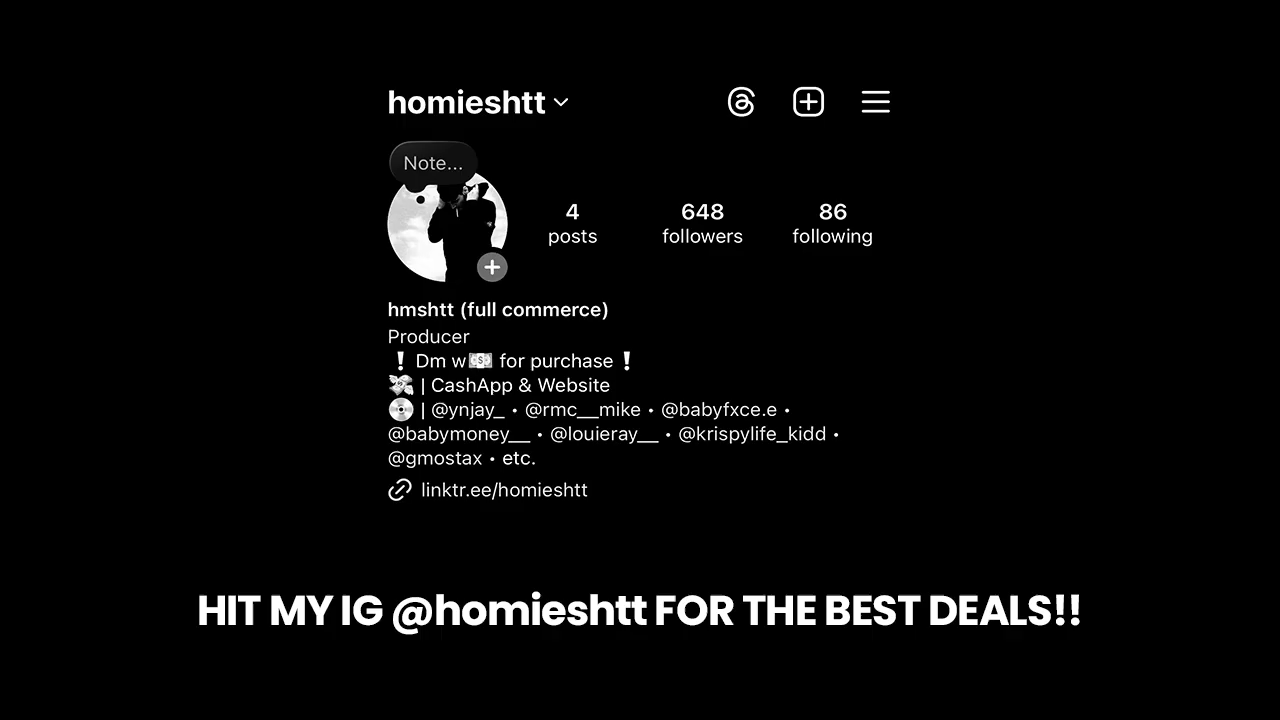 homieshtt
Note...
4 648 86
posts followers following
hmshtt (full commerce)
Producer
❗ Dm w💵 for purchase ❗
💸 | CashApp & Website
💿 | @ynjay_ • @rmc__mike • @babyfxce.e •
@babymoney__ • @louieray__ • @krispylife_kidd •
@gmostax • etc.
linktr.ee/homieshtt
HIT MY IG @homieshtt FOR THE BEST DEALS!!